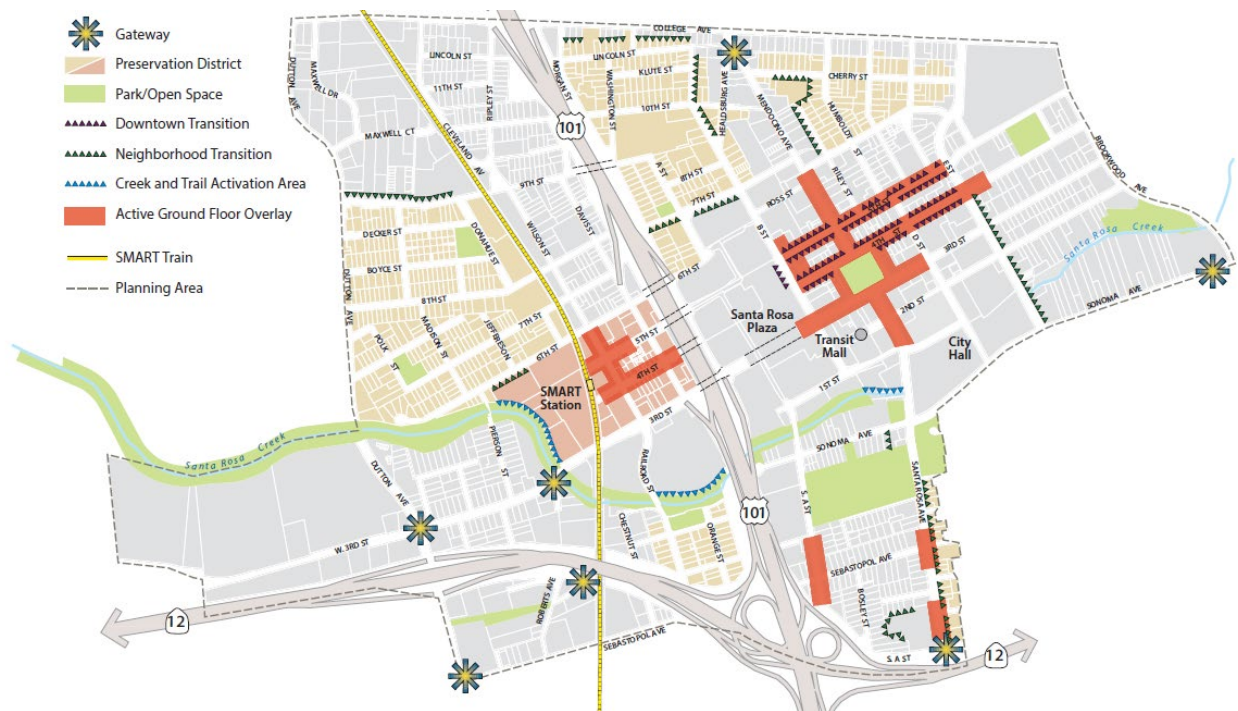 Gateway
Preservation District
Park/Open Space
Downtown Transition
Neighborhood Transition
Creek and Trail Activation Area
Active Ground Floor Overlay
SMART Train
Planning Area
COLLEGE AVE
LINCOLN ST
LINCOLN ST
DUTTON AVE
MAXWELL DR
11TH ST
RIPLEY ST
MORGAN ST
WASHINGTON ST
KLUTE ST
10TH ST
HEALDSBURG AVE
MENDOCINO AVE
CHERRY ST
HUMBOLDT ST
101
MAXWELL CT
CLEVELAND AV
9TH ST
A ST
8TH ST
7TH ST
ROSS ST
RILEY ST
E ST
BROOKWOOD AVE
B ST
4TH ST
D ST
3RD ST
2ND ST
Santa Rosa Creek
SONOMA AVE
DECKER ST
DONAHUE ST
WILSON ST
DAVIS ST
BOYCE ST
DUTTON AVE
8TH ST
7TH ST
6TH ST
6TH ST
5TH ST
4TH ST
3RD ST
POLK ST
MADISON ST
JEFFERESON
Santa Rosa
Plaza
Transit
Mall
City
Hall
1ST ST
SMART
Station
Santa Rosa Creek
PIERSON ST
DUTTON AVE
RAILROAD ST
SONOMA AVE
S. A ST
SANTA ROSA AVE
101
CHESTNUT ST
ORANGE ST
W. 3RD ST
SEBASTOPOL AVE
BOSLEY ST
ROBERTS AVE
SEBASTOPOL AVE
S. A ST
12
12